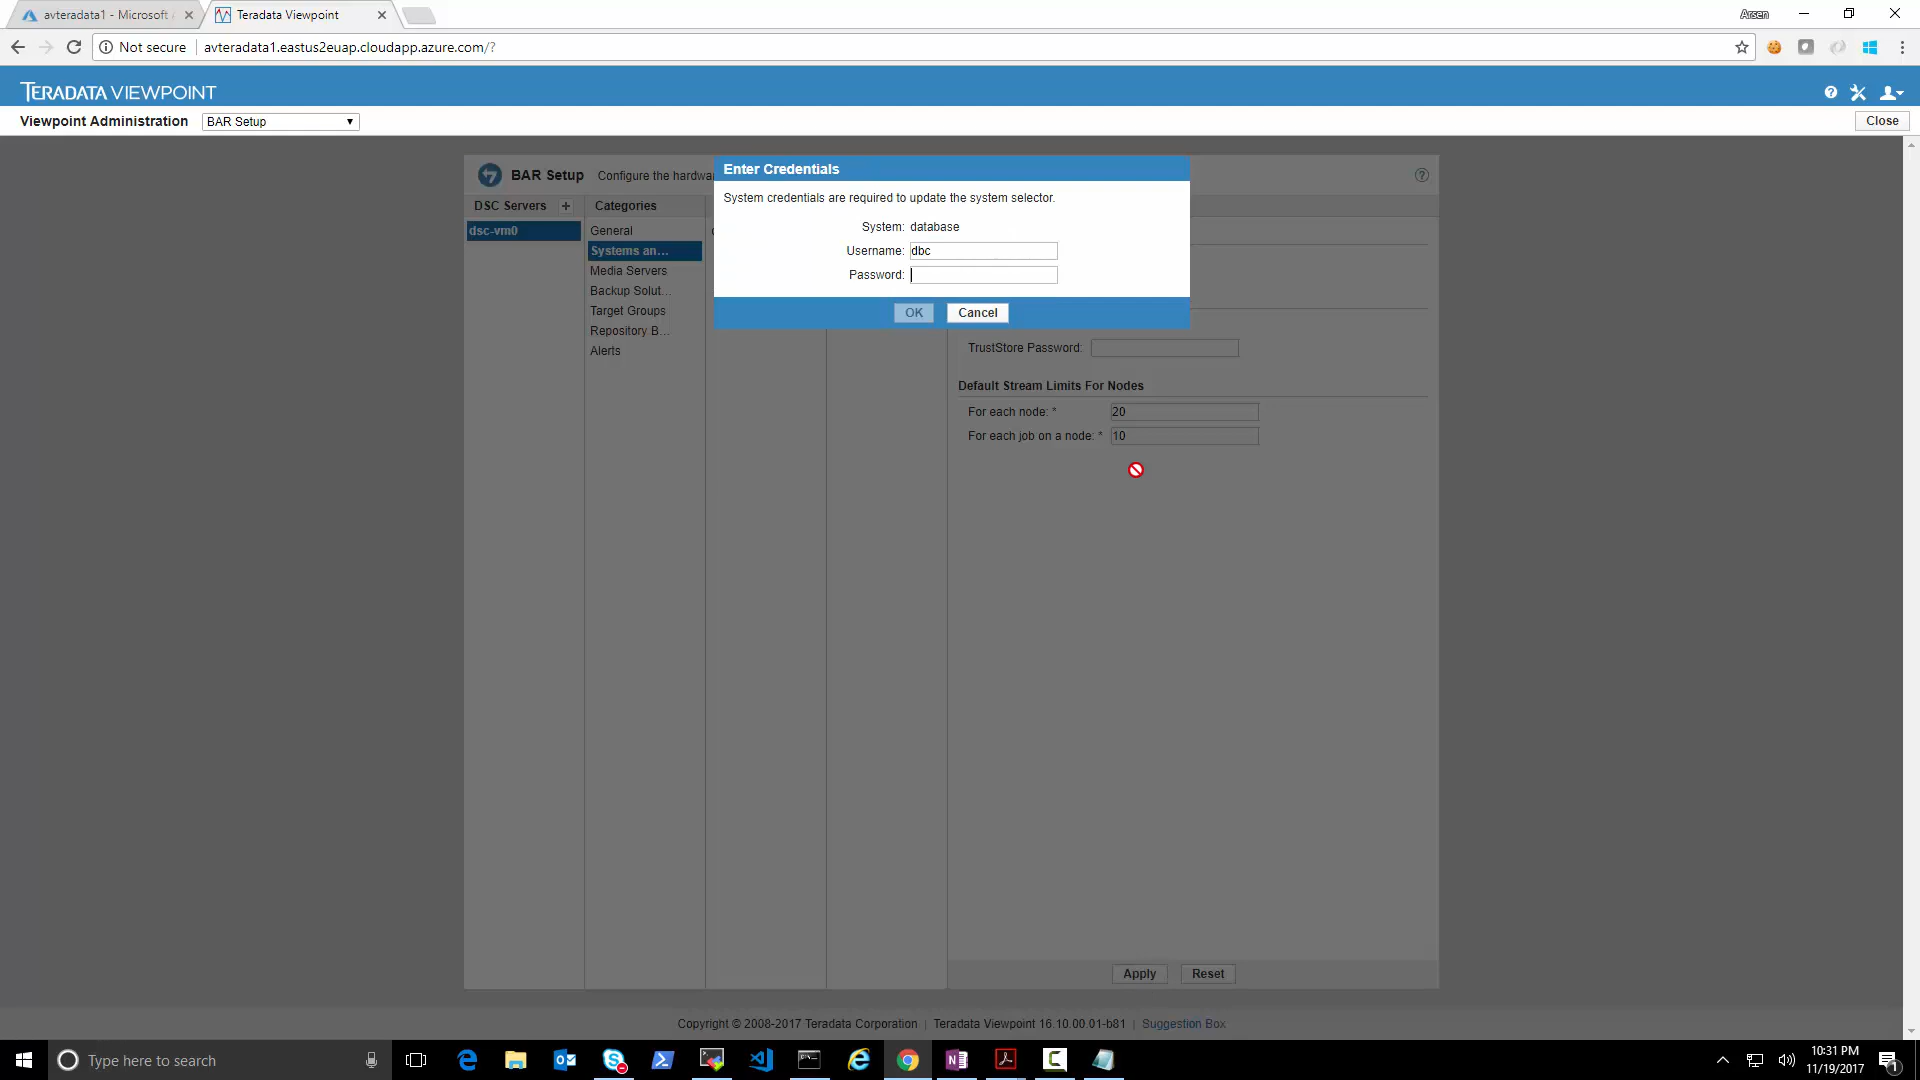 avteradata1 - Microsoft
Teradata Viewpoint
Arsen
Not secure
avteradata1.eastus2euap.cloudapp.azure.com/?
TERADATA VIEWPOINT
Viewpoint Administration
BAR Setup
Close
BAR Setup
Configure the hardwa
DSC Servers
Categories
dsc-vm0
General
Systems an...
Media Servers
Backup Solut...
Target Groups
Repository B...
Alerts
Enter Credentials
System credentials are required to update the system selector.
System: database
Username: dbc
Password:
OK
Cancel
TrustStore Password:
Default Stream Limits For Nodes
For each node: * 20
For each job on a node: * 10
Apply
Reset
Copyright © 2008-2017 Teradata Corporation | Teradata Viewpoint 16.10.00.01-b81 | Suggestion Box
Type here to search
10:31 PM
11/19/2017
1